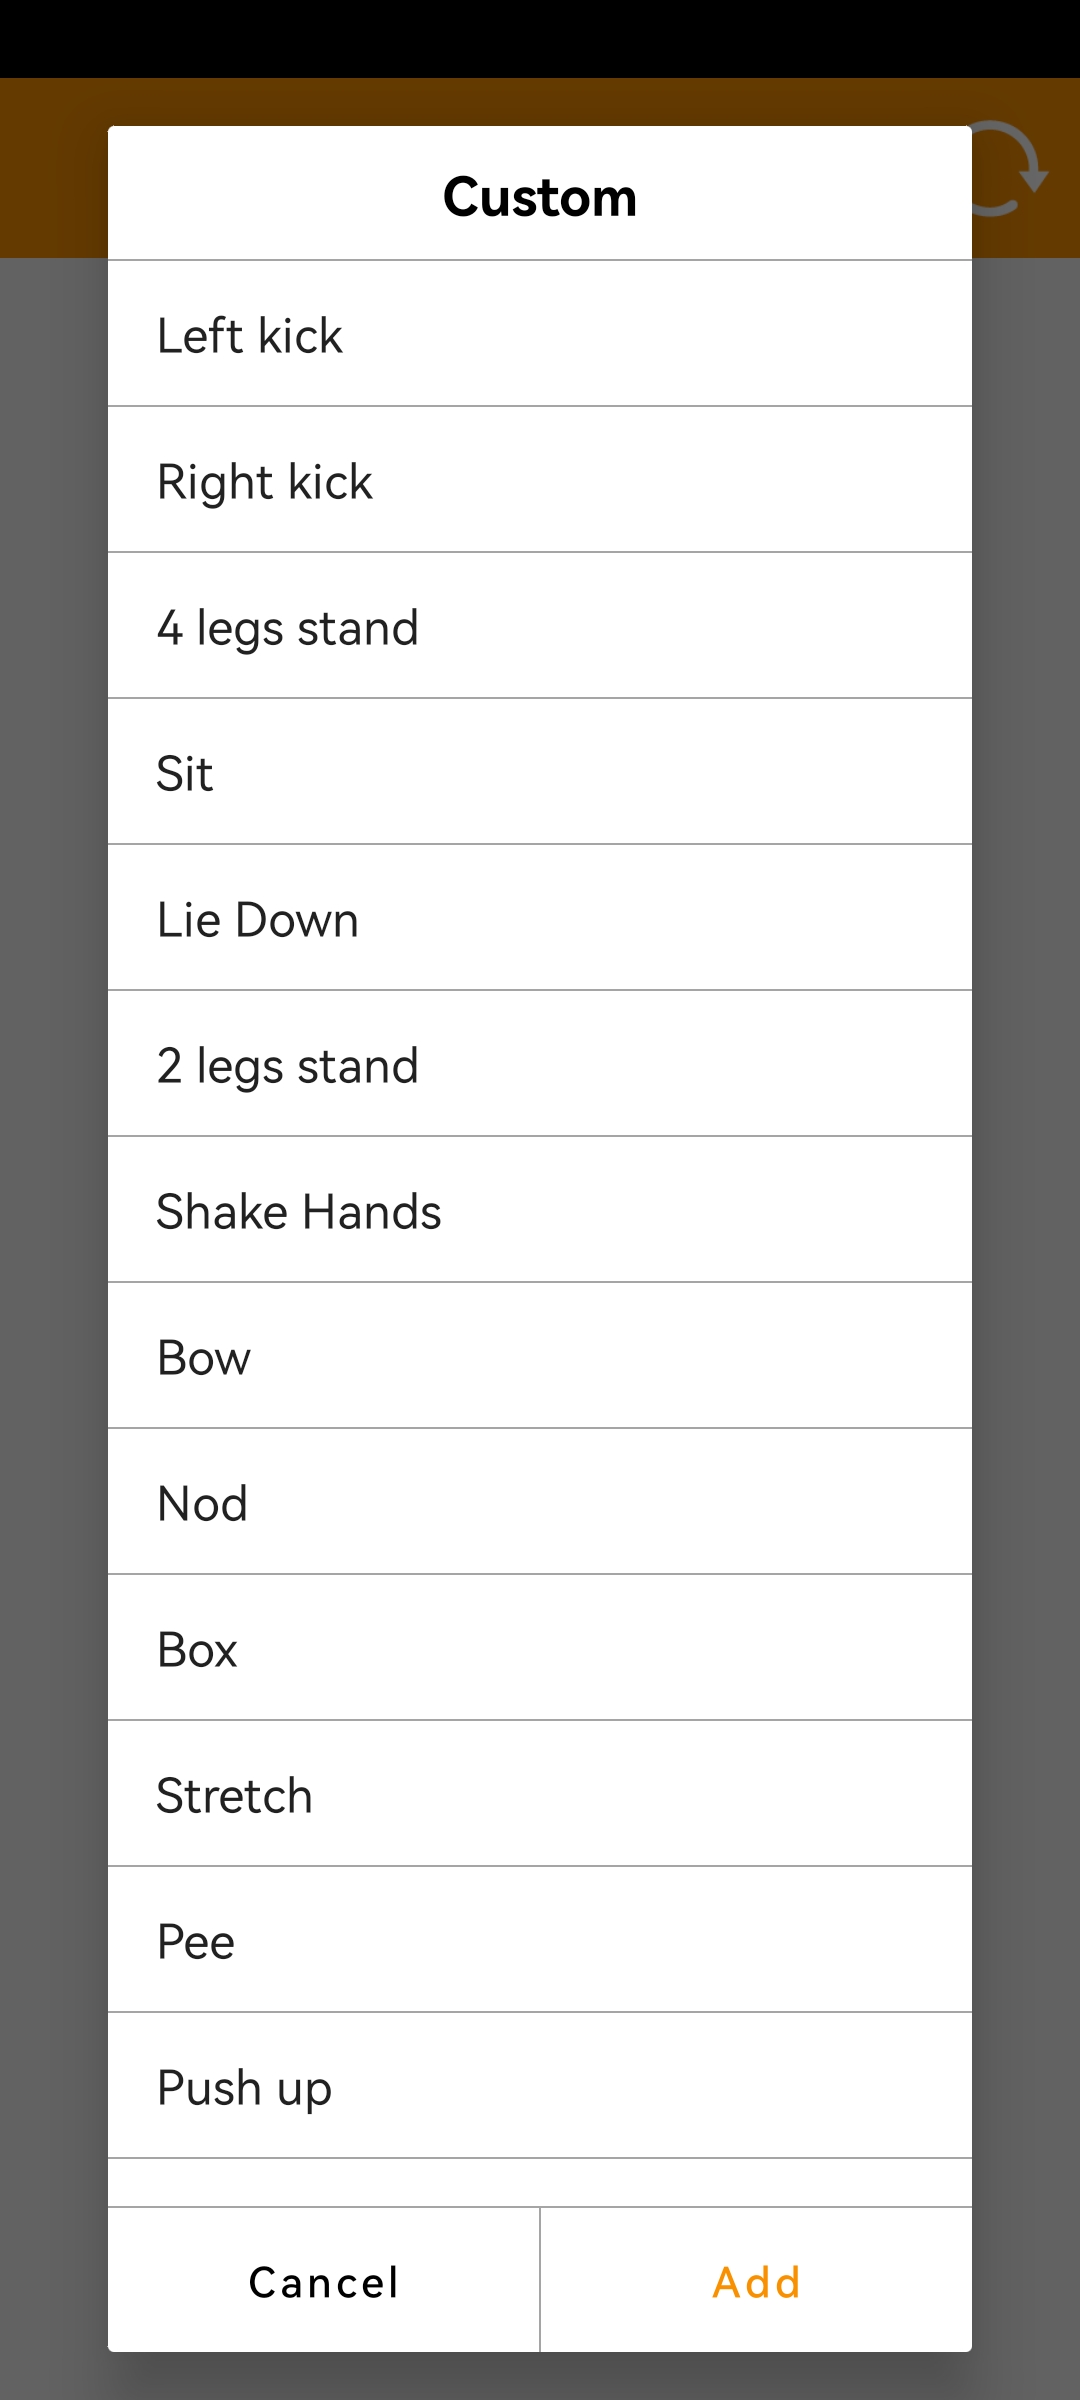 Custom
Left kick
Right kick
4 legs stand
Sit
Lie Down
2 legs stand
Shake Hands
Bow
Nod
Box
Stretch
Pee
Push up
Cancel
Add